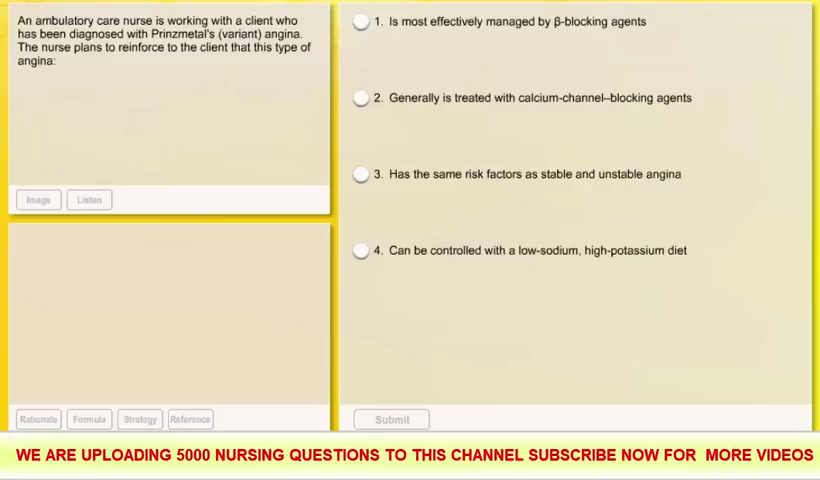 An ambulatory care nurse is working with a client who
has been diagnosed with Prinzmetal's (variant) angina.
The nurse plans to reinforce to the client that this type of
angina:
Image
Listen
1. Is most effectively managed by β-blocking agents
2. Generally is treated with calcium-channel–blocking agents
3. Has the same risk factors as stable and unstable angina
4. Can be controlled with a low-sodium, high-potassium diet
Rationale
Formula
Strategy
Reference
Submit
WE ARE UPLOADING 5000 NURSING QUESTIONS TO THIS CHANNEL SUBSCRIBE NOW FOR MORE VIDEOS